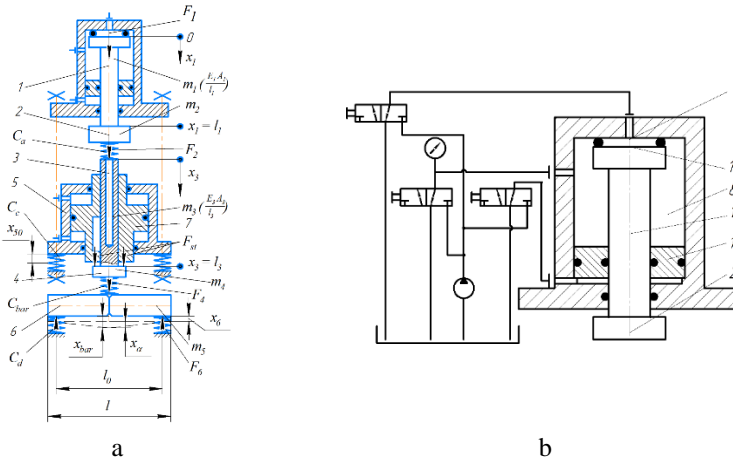 F₁
0
x₁
1
m₁ (E₁A₁/l₁)
m₂
2
x₁ = l₁
Cₐ
F₂
3
x₃
5
Cc
m₃ (E₃A₃/l₃)
7
x₅₀
Fst
x₃ = l₃
4
m₄
Cbar
F₄
6
x₆
Cd
xbar
xα
m₅
F₆
l₀
l
a
b